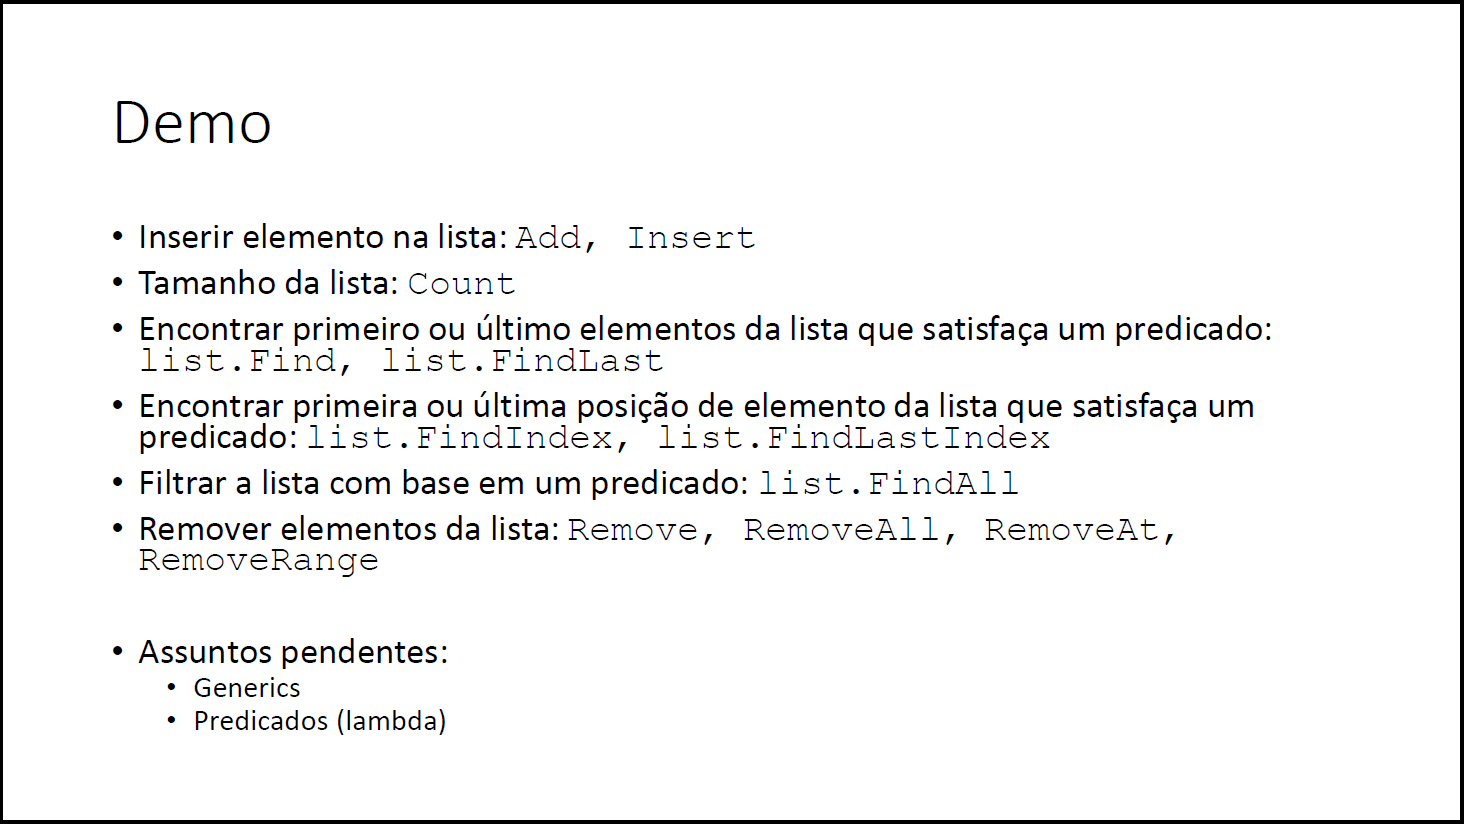 Demo
• Inserir elemento na lista: Add, Insert
• Tamanho da lista: Count
• Encontrar primeiro ou último elementos da lista que satisfaça um predicado:
list.Find, list.FindLast
• Encontrar primeira ou última posição de elemento da lista que satisfaça um
predicado: list.FindIndex, list.FindLastIndex
• Filtrar a lista com base em um predicado: list.FindAll
• Remover elementos da lista: Remove, RemoveAll, RemoveAt,
RemoveRange
• Assuntos pendentes:
• Generics
• Predicados (lambda)